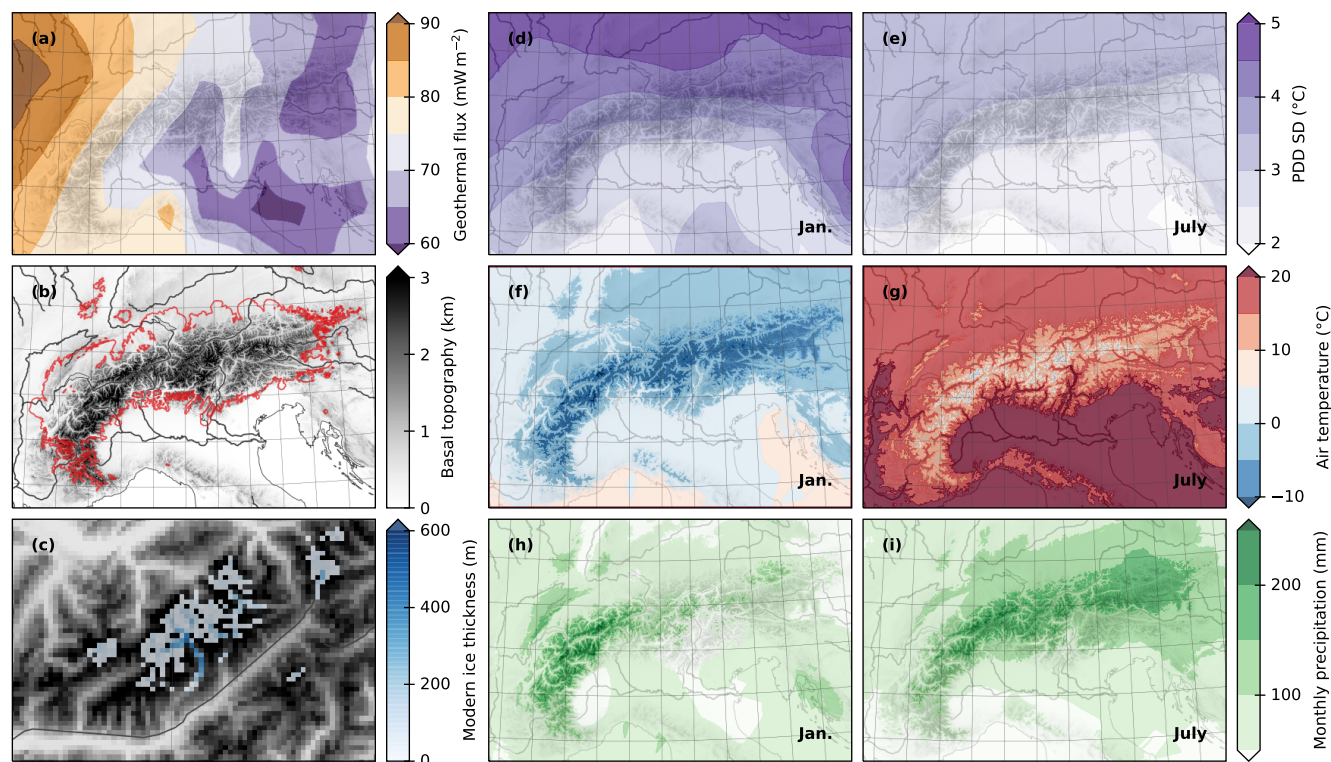 (a)
90
80
70
60
Geothermal flux (mW m−2)
(d)
Jan.
(e)
July
5
4
3
2
PDD SD (°C)
(b)
3
2
1
0
Basal topography (km)
(f)
Jan.
(g)
July
20
10
0
−10
Air temperature (°C)
(c)
600
400
200
0
Modern ice thickness (m)
(h)
Jan.
(i)
July
200
100
Monthly precipitation (mm)